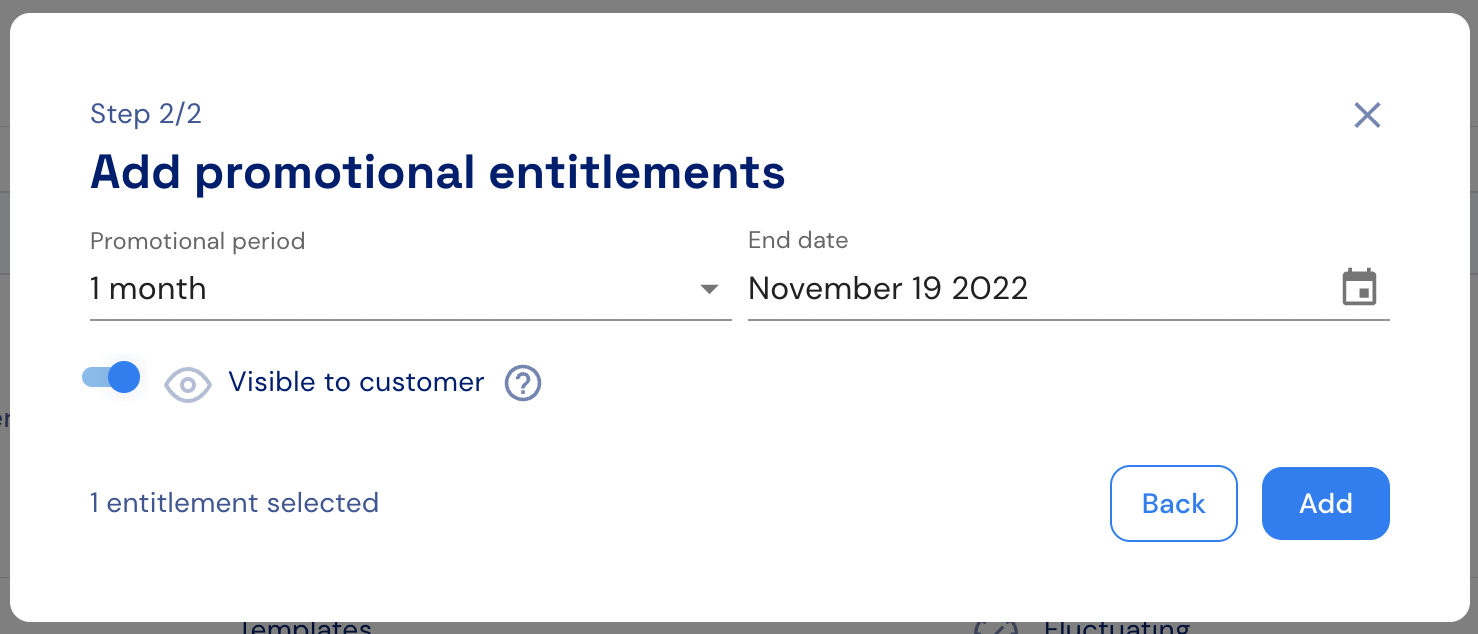 Step 2/2
Add promotional entitlements
Promotional period
1 month
End date
November 19 2022
Visible to customer
?
1 entitlement selected
Back
Add
Templates
Fluctuating